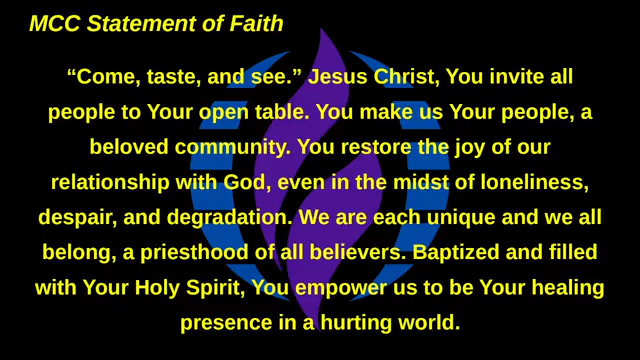 MCC Statement of Faith
“Come, taste, and see.” Jesus Christ, You invite all
people to Your open table. You make us Your people, a
beloved community. You restore the joy of our
relationship with God, even in the midst of loneliness,
despair, and degradation. We are each unique and we all
belong, a priesthood of all believers. Baptized and filled
with Your Holy Spirit, You empower us to be Your healing
presence in a hurting world.